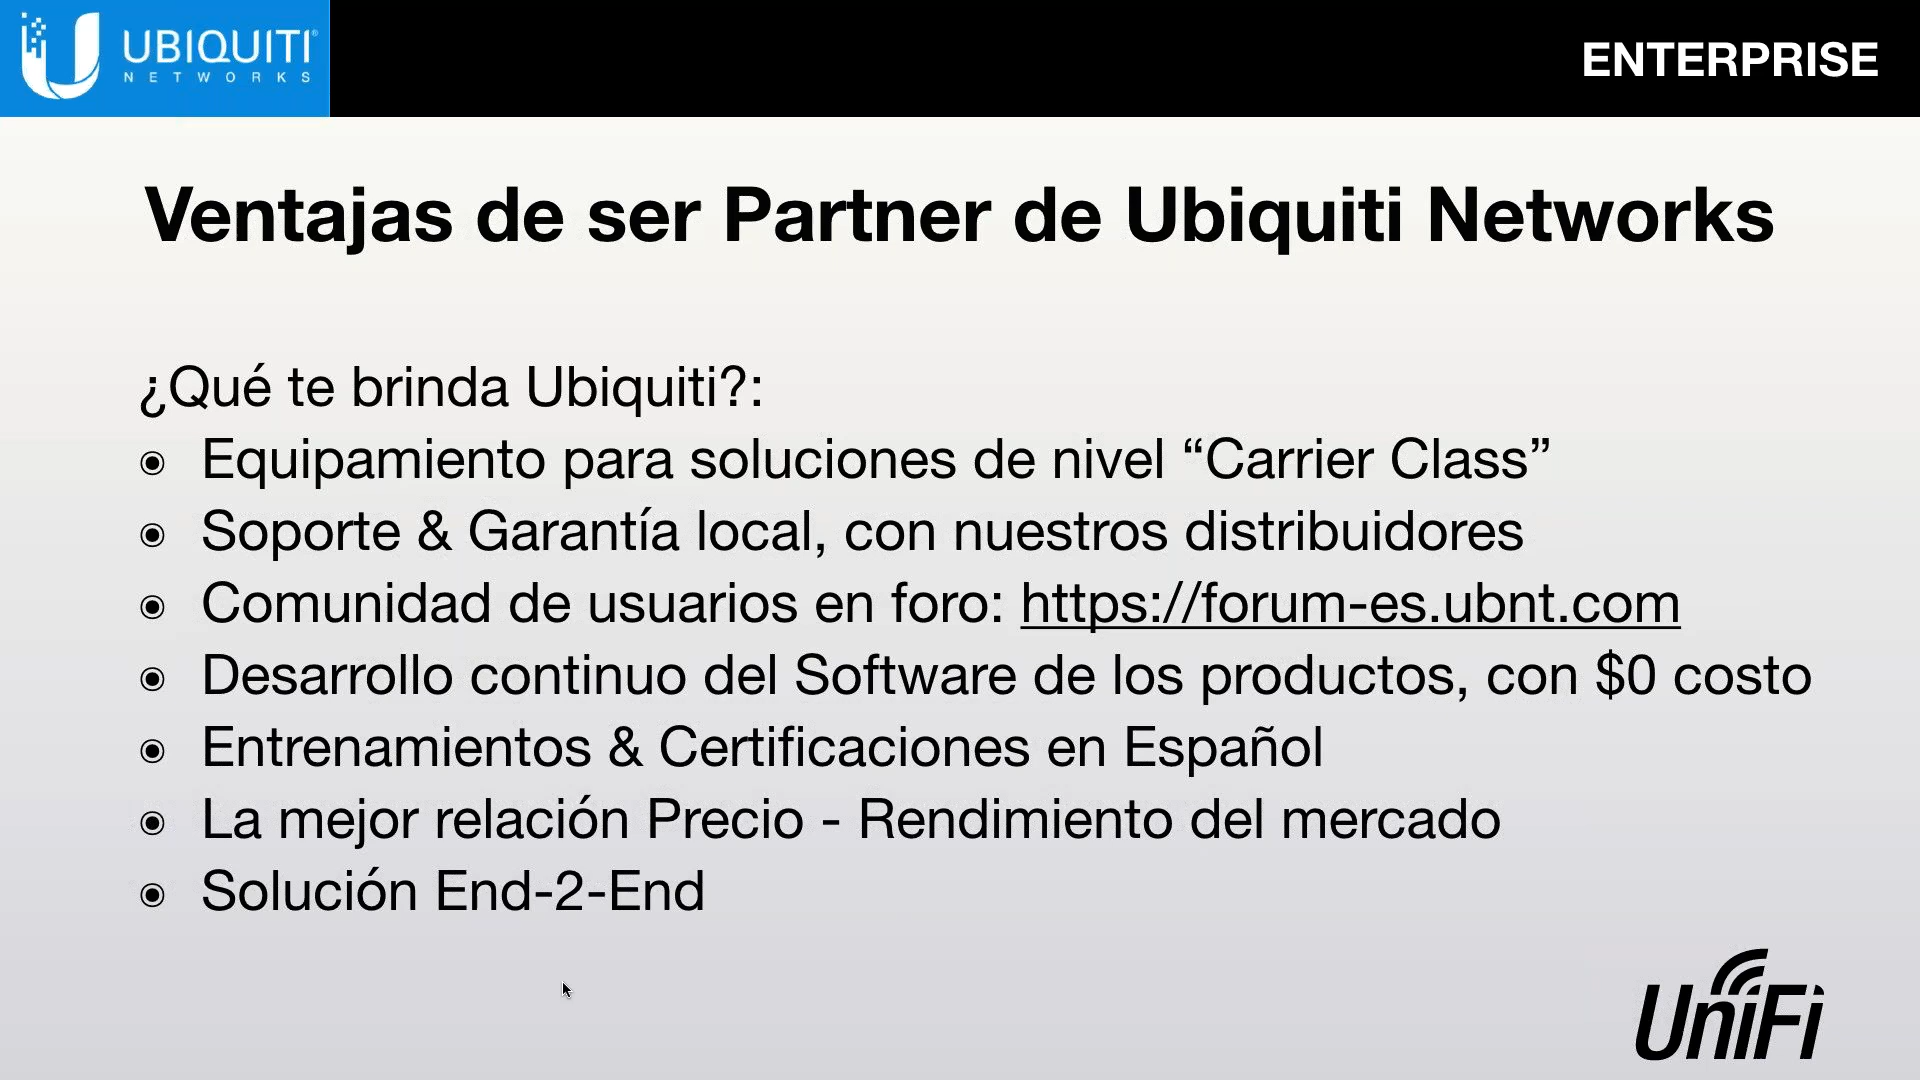 UBIQUITI®
NETWORKS
ENTERPRISE
Ventajas de ser Partner de Ubiquiti Networks
¿Qué te brinda Ubiquiti?:
Equipamiento para soluciones de nivel “Carrier Class”
Soporte & Garantía local, con nuestros distribuidores
Comunidad de usuarios en foro: https://forum-es.ubnt.com
Desarrollo continuo del Software de los productos, con $0 costo
Entrenamientos & Certificaciones en Español
La mejor relación Precio - Rendimiento del mercado
Solución End-2-End
UniFi